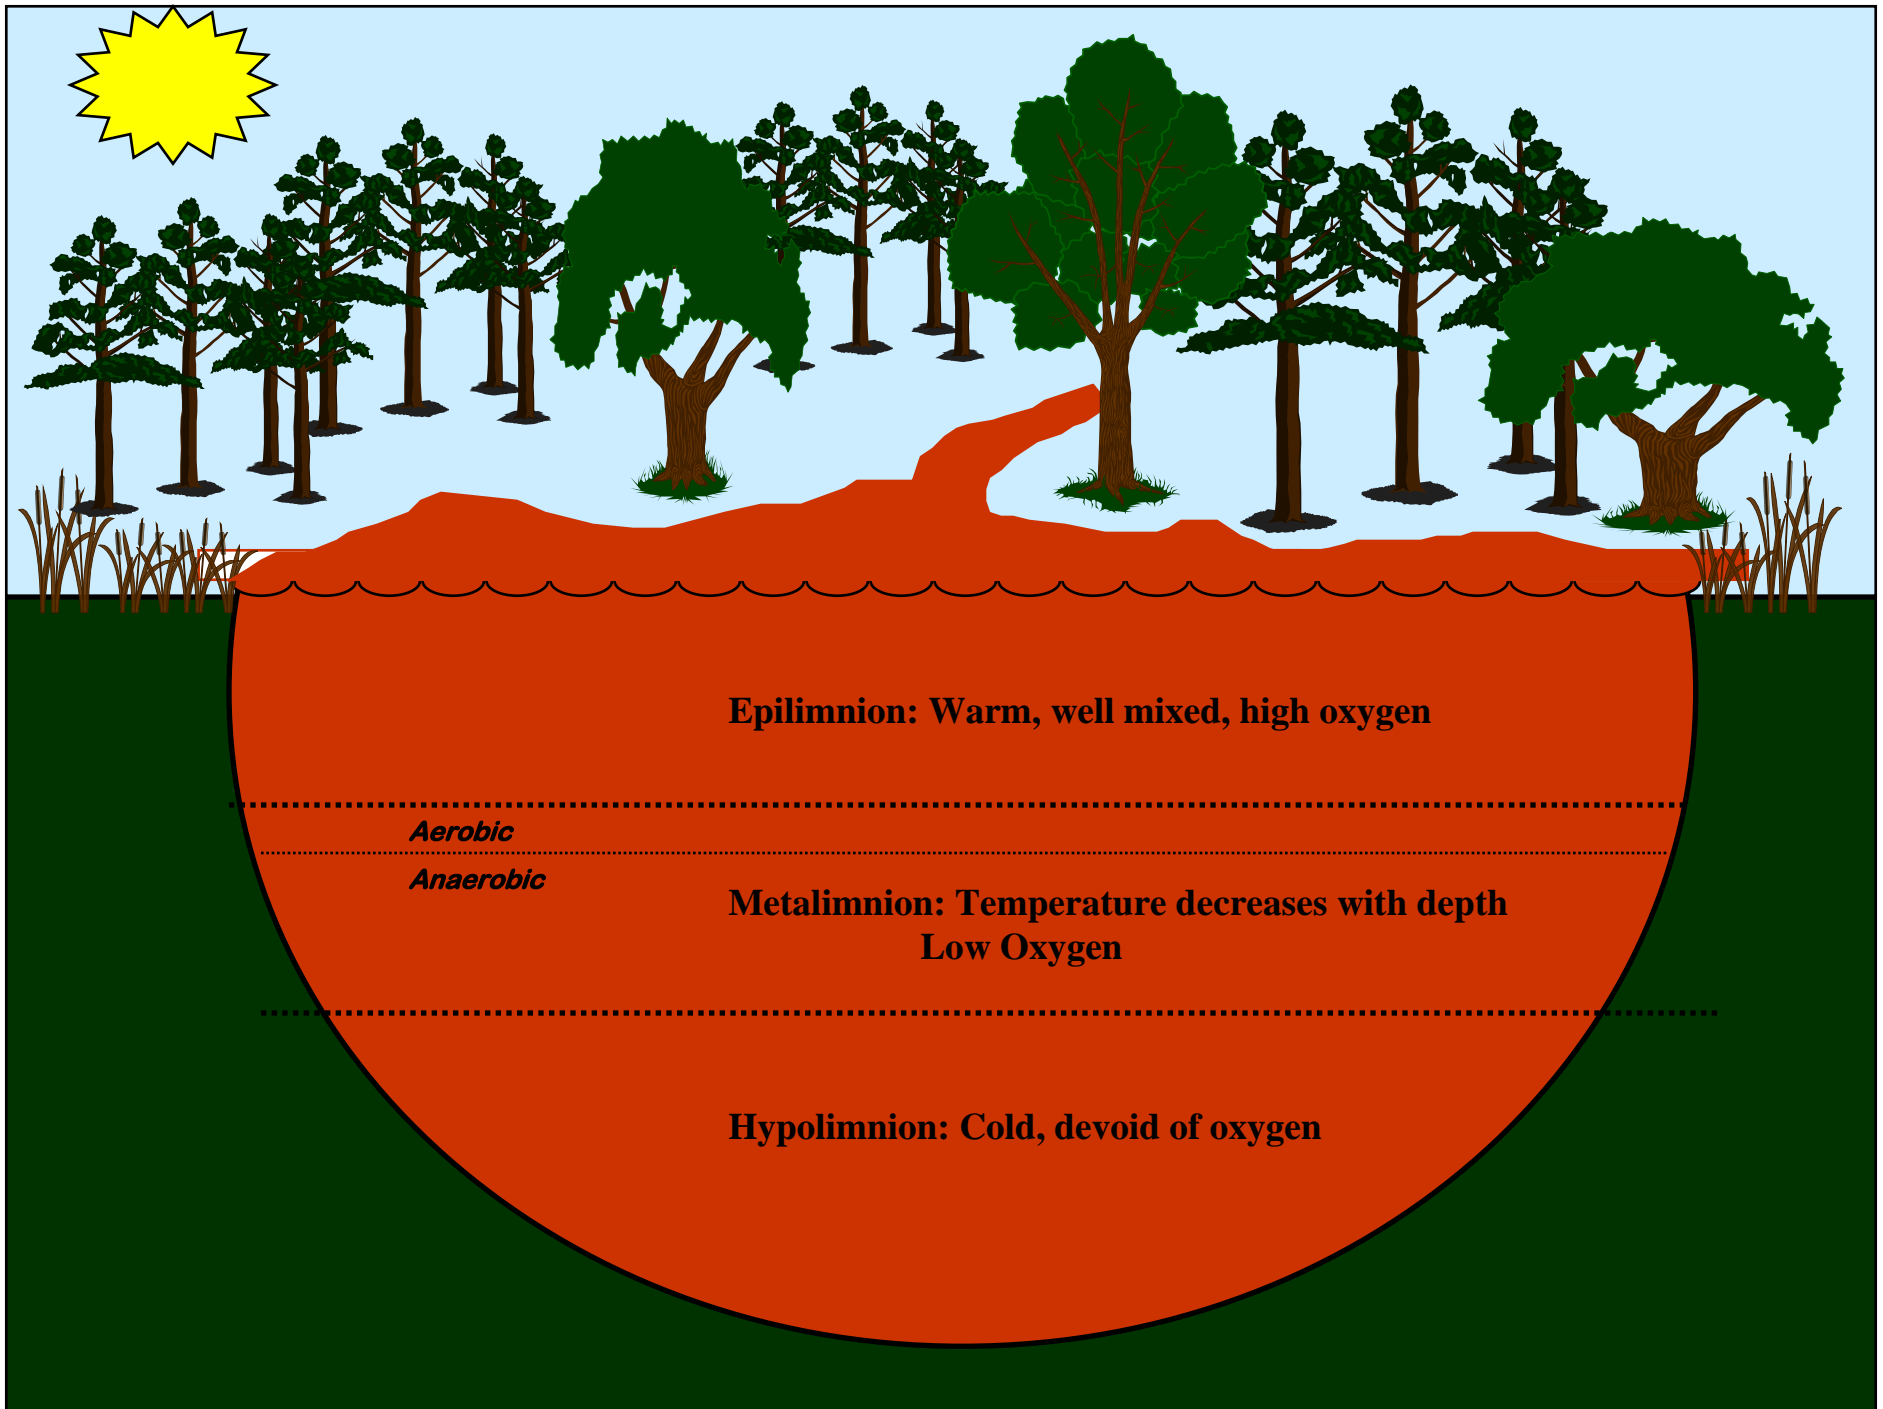 Epilimnion: Warm, well mixed, high oxygen
Aerobic
Anaerobic
Metalimnion: Temperature decreases with depth
Low Oxygen
Hypolimnion: Cold, devoid of oxygen